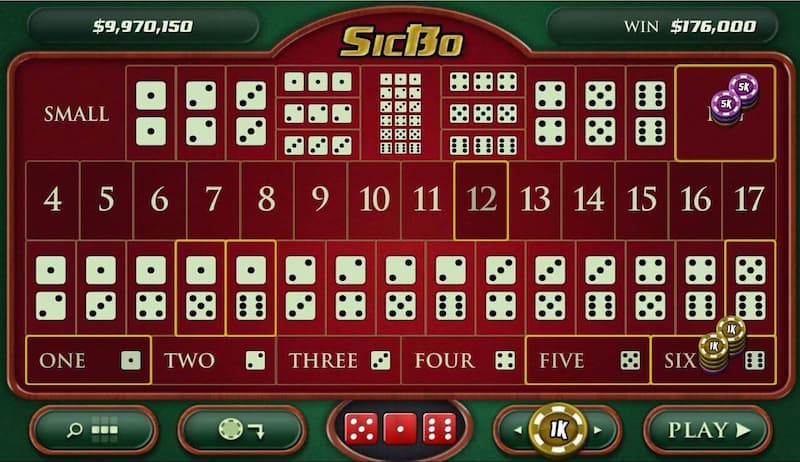 $9,970,150
SICBO
WIN $176,000
SMALL
5K
5K
4 5 6 7 8 9 10 11 12 13 14 15 16 17
1K
1K
ONE TWO THREE FOUR FIVE SIX
1K
PLAY